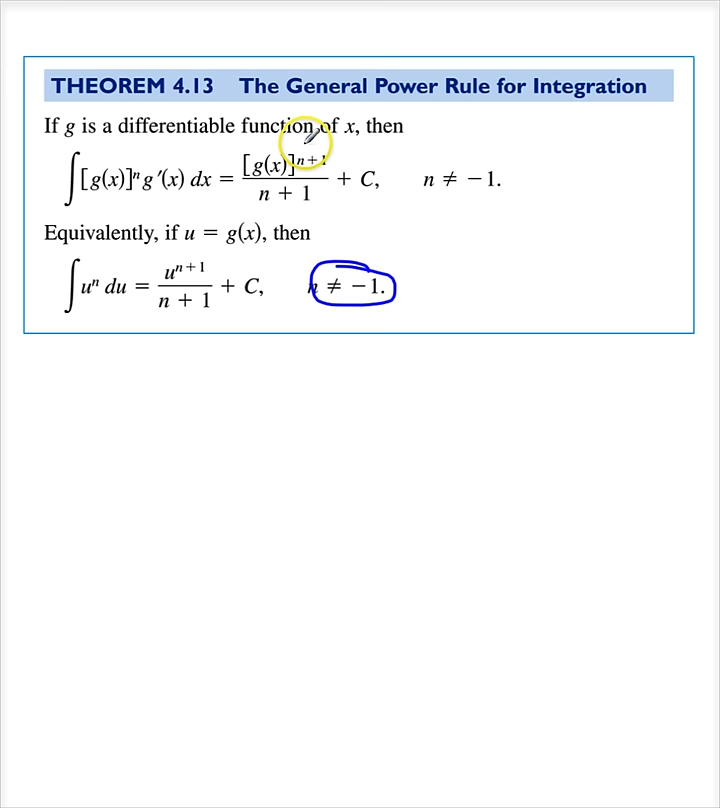 THEOREM 4.13 The General Power Rule for Integration
If g is a differentiable function of x, then
∫[g(x)]ⁿg′(x) dx = [g(x)]ⁿ⁺¹/(n + 1) + C, n ≠ −1.
Equivalently, if u = g(x), then
∫uⁿ du = uⁿ⁺¹/(n + 1) + C, n ≠ −1.